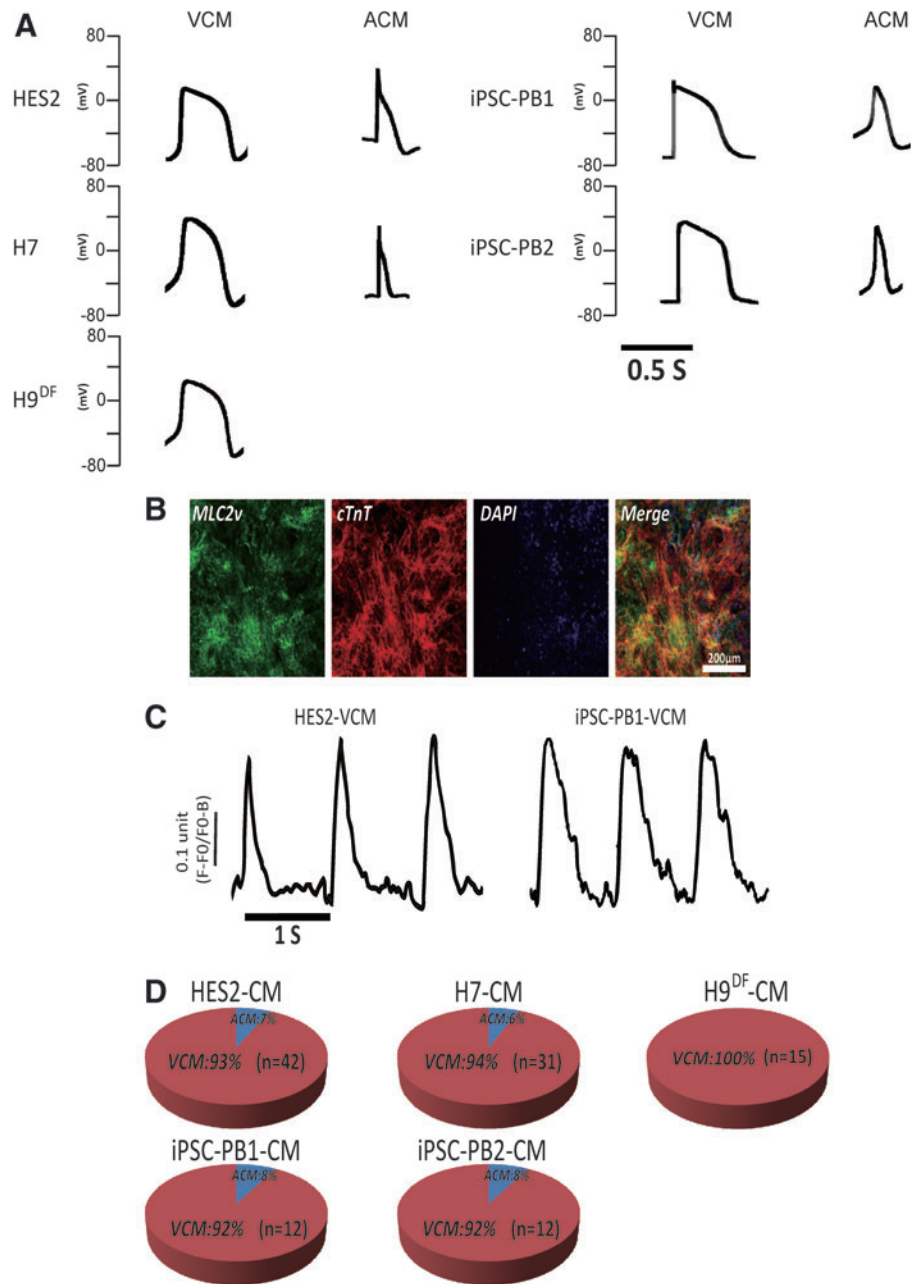 A
VCM ACM VCM ACM
HES2
80
0
-80
(mV)
iPSC-PB1
80
0
-80
(mV)
H7
80
0
-80
(mV)
iPSC-PB2
80
0
-80
(mV)
0.5 S
H9DF
80
0
-80
(mV)
B
MLC2v cTnT DAPI Merge
200µm
C
HES2-VCM iPSC-PB1-VCM
0.1 unit
(F-F0/F0-B)
1 S
D
HES2-CM H7-CM H9DF-CM
ACM:7% ACM:6%
VCM:93% (n=42) VCM:94% (n=31) VCM:100% (n=15)
iPSC-PB1-CM iPSC-PB2-CM
ACM:8% ACM:8%
VCM:92% (n=12) VCM:92% (n=12)